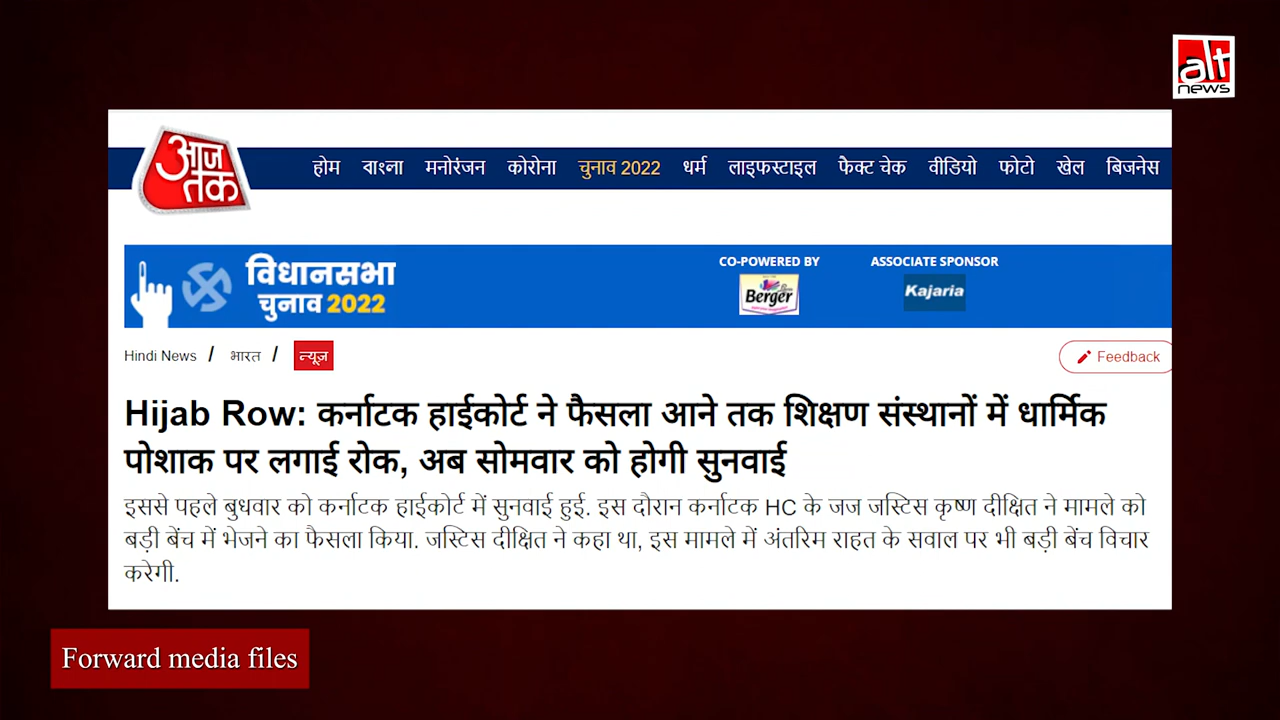 alt
news
आज
तक
होम बाংলা मनोरंजन कोरोना चुनाव 2022 धर्म लाइफस्टाइल फैक्ट चेक वीडियो फोटो खेल बिजनेस
विधानसभा
चुनाव 2022
CO-POWERED BY
Berger
ASSOCIATE SPONSOR
Kajaria
Hindi News / भारत / न्यूज़
Feedback
Hijab Row: कर्नाटक हाईकोर्ट ने फैसला आने तक शिक्षण संस्थानों में धार्मिक
पोशाक पर लगाई रोक, अब सोमवार को होगी सुनवाई
इससे पहले बुधवार को कर्नाटक हाईकोर्ट में सुनवाई हुई. इस दौरान कर्नाटक HC के जज जस्टिस कृष्ण दीक्षित ने मामले को
बड़ी बेंच में भेजने का फैसला किया. जस्टिस दीक्षित ने कहा था, इस मामले में अंतरिम राहत के सवाल पर भी बड़ी बेंच विचार
करेगी.
Forward media files